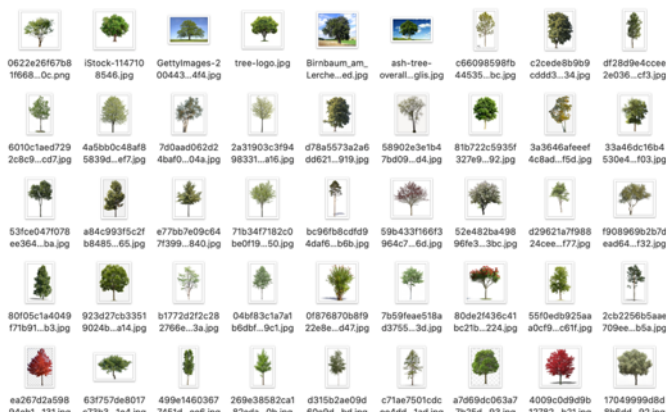 0622e26f67b8 iStock-114710 GettyImages-2 tree-logo.jpg Birnbaum_am_ ash-tree- c66098598fb c2cede8b9b9 df28d9e4ccee
1f668...0c.png 8546.jpg 00443...4f4.jpg Lerche...ed.jpg overall...glis.jpg 44535...bc.jpg cddd3...34.jpg 2e036...cf3.jpg
6010c1aed729 4a5bb0c48af8 7d0aad062d2 2a31903c3f94 d78a5573a2a6 58902e3e1b4 81b722c5935f 3a3646afeeef 33a46dc16b4
2c8c9...cd7.jpg 5839d...ef7.jpg 4baf0...04a.jpg 98331...a16.jpg dd621...919.jpg 7bd09...d4.jpg 327e9...92.jpg 4c8ad...f5d.jpg 530e4...f03.jpg
53fce047f078 a84c993f5c2f e77bb7e09c64 71b34f7182c0 bc96fb8cdfd9 59b433f166f3 52e482ba498 d29621a7f988 f908969b2b7d
ee364...ba.jpg b8485...65.jpg 7f399...840.jpg be0f19...50.jpg 4daf6...b6b.jpg 964c7...6d.jpg 96fe3...3bc.jpg 24cee...f77.jpg ead64...f32.jpg
80f05c1a4049 923d27cb3351 b1772d2f2c28 04bf83c1a7a1 0f876870b8f9 7b59feae518a 80de2f436c41 55f0edb925aa 2cb2256b5aae
f71b91...b3.jpg 9024b...a14.jpg 2766e...3a.jpg b6dbf...9c1.jpg 22e8e...d47.jpg d3755...3d.jpg bc21b...224.jpg a0cf9...c61f.jpg 709ee...b5a.jpg
ea267d2a598 63f757de8017 499e1460367 269e38582ca1 d315b2ae09d c71ae7501cdc a7d69dc063a7 4009c0d9d9b 17049999d8d